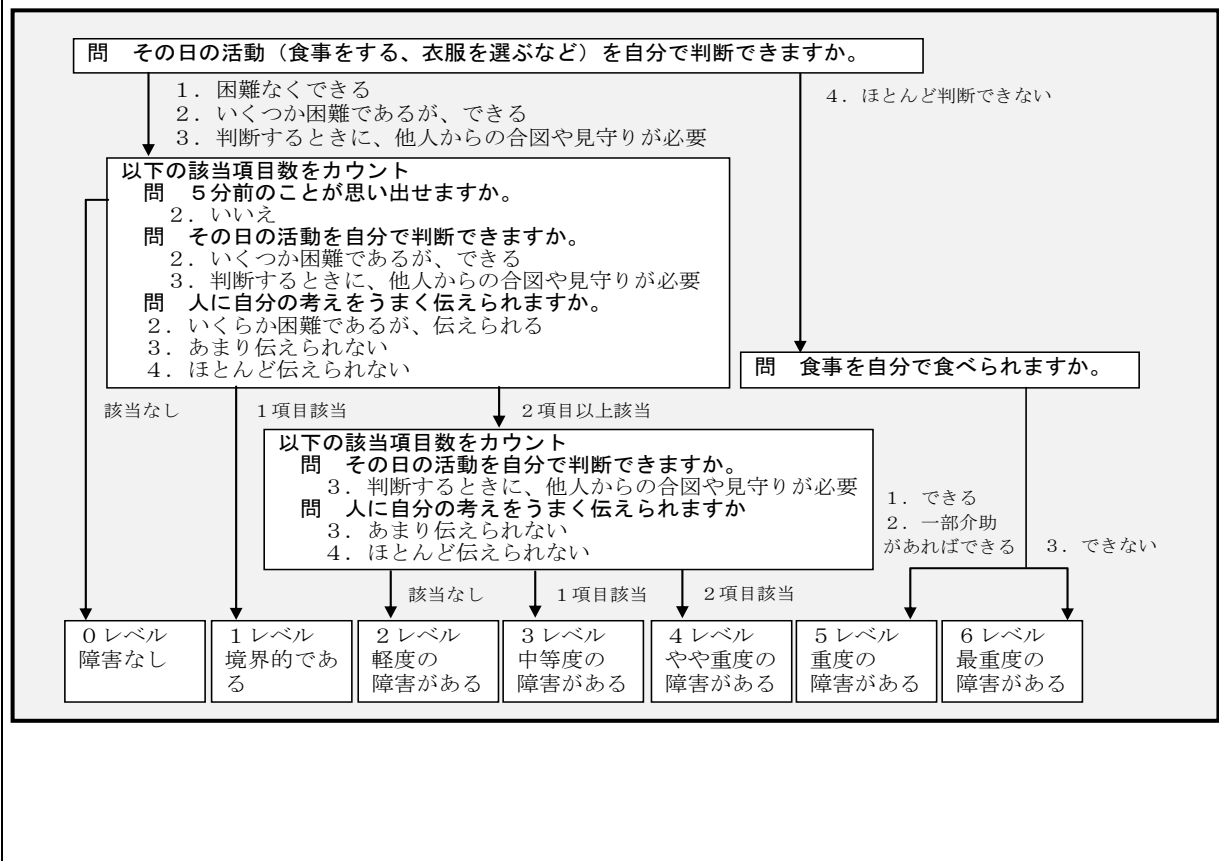 問　その日の活動（食事をする、衣服を選ぶなど）を自分で判断できますか。
１．困難なくできる
２．いくつか困難であるが、できる
３．判断するときに、他人からの合図や見守りが必要
４．ほとんど判断できない
以下の該当項目数をカウント
問　５分前のことが思い出せますか。
２．いいえ
問　その日の活動を自分で判断できますか。
２．いくつか困難であるが、できる
３．判断するときに、他人からの合図や見守りが必要
問　人に自分の考えをうまく伝えられますか。
２．いくらか困難であるが、伝えられる
３．あまり伝えられない
４．ほとんど伝えられない
問　食事を自分で食べられますか。
該当なし
１項目該当
２項目以上該当
以下の該当項目数をカウント
問　その日の活動を自分で判断できますか。
３．判断するときに、他人からの合図や見守りが必要
問　人に自分の考えをうまく伝えられますか
３．あまり伝えられない
４．ほとんど伝えられない
１．できる
２．一部介助
があればできる
３．できない
該当なし
１項目該当
２項目該当
０レベル
障害なし
１レベル
境界的であ
る
２レベル
軽度の
障害がある
３レベル
中等度の
障害がある
４レベル
やや重度の
障害がある
５レベル
重度の
障害がある
６レベル
最重度の
障害がある